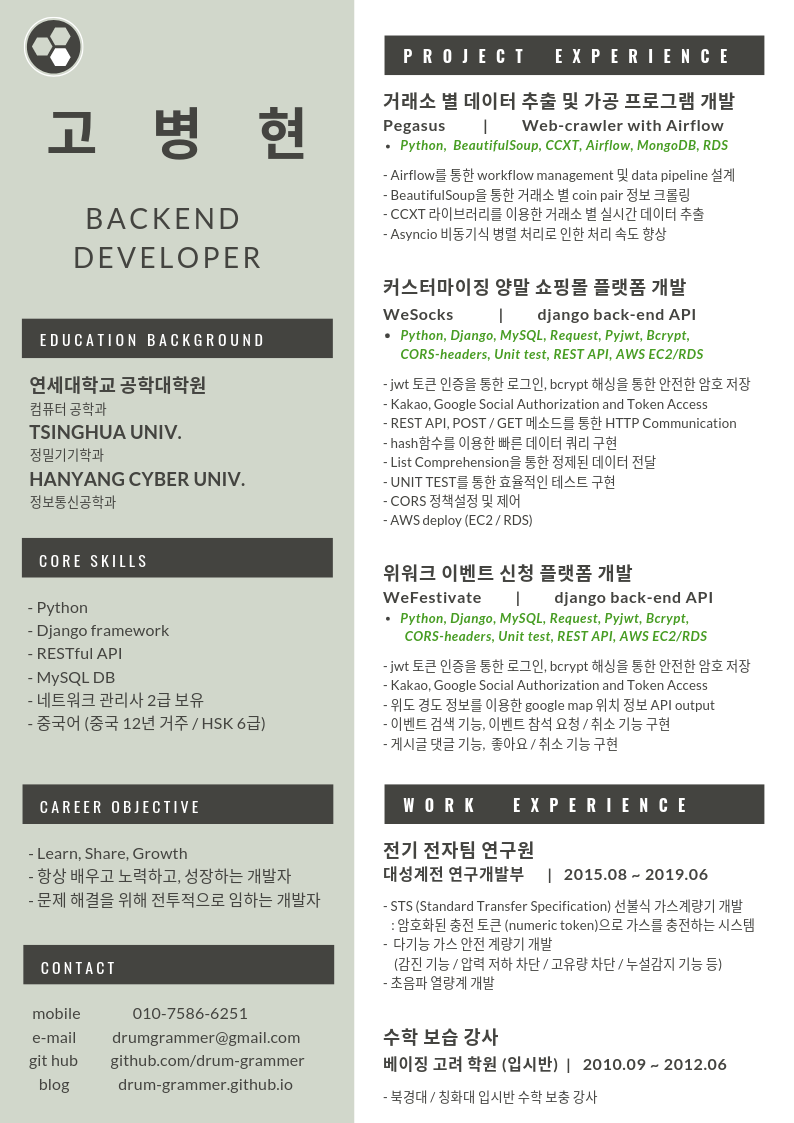 고 병 현
BACKEND
DEVELOPER
EDUCATION BACKGROUND
연세대학교 공학대학원
컴퓨터 공학과
TSINGHUA UNIV.
정밀기기학과
HANYANG CYBER UNIV.
정보통신공학과
CORE SKILLS
- Python
- Django framework
- RESTful API
- MySQL DB
- 네트워크 관리사 2급 보유
- 중국어 (중국 12년 거주 / HSK 6급)
CAREER OBJECTIVE
- Learn, Share, Growth
- 항상 배우고 노력하고, 성장하는 개발자
- 문제 해결을 위해 전투적으로 임하는 개발자
CONTACT
mobile 010-7586-6251
e-mail drumgrammer@gmail.com
git hub github.com/drum-grammer
blog drum-grammer.github.io
PROJECT EXPERIENCE
거래소 별 데이터 추출 및 가공 프로그램 개발
Pegasus | Web-crawler with Airflow
• Python, BeautifulSoup, CCXT, Airflow, MongoDB, RDS
- Airflow를 통한 workflow management 및 data pipeline 설계
- BeautifulSoup을 통한 거래소 별 coin pair 정보 크롤링
- CCXT 라이브러리를 이용한 거래소 별 실시간 데이터 추출
- Asyncio 비동기식 병렬 처리로 인한 처리 속도 향상
커스터마이징 양말 쇼핑몰 플랫폼 개발
WeSocks | django back-end API
• Python, Django, MySQL, Request, Pyjwt, Bcrypt,
CORS-headers, Unit test, REST API, AWS EC2/RDS
- jwt 토큰 인증을 통한 로그인, bcrypt 해싱을 통한 안전한 암호 저장
- Kakao, Google Social Authorization and Token Access
- REST API, POST / GET 메소드를 통한 HTTP Communication
- hash함수를 이용한 빠른 데이터 쿼리 구현
- List Comprehension을 통한 정제된 데이터 전달
- UNIT TEST를 통한 효율적인 테스트 구현
- CORS 정책설정 및 제어
- AWS deploy (EC2 / RDS)
위워크 이벤트 신청 플랫폼 개발
WeFestivate | django back-end API
• Python, Django, MySQL, Request, Pyjwt, Bcrypt,
CORS-headers, Unit test, REST API, AWS EC2/RDS
- jwt 토큰 인증을 통한 로그인, bcrypt 해싱을 통한 안전한 암호 저장
- Kakao, Google Social Authorization and Token Access
- 위도 경도 정보를 이용한 google map 위치 정보 API output
- 이벤트 검색 기능, 이벤트 참석 요청 / 취소 기능 구현
- 게시글 댓글 기능, 좋아요 / 취소 기능 구현
WORK EXPERIENCE
전기 전자팀 연구원
대성계전 연구개발부 | 2015.08 ~ 2019.06
- STS (Standard Transfer Specification) 선불식 가스계량기 개발
: 암호화된 충전 토큰 (numeric token)으로 가스를 충전하는 시스템
- 다기능 가스 안전 계량기 개발
(감진 기능 / 압력 저하 차단 / 고유량 차단 / 누설감지 기능 등)
- 초음파 열량계 개발
수학 보습 강사
베이징 고려 학원 (입시반) | 2010.09 ~ 2012.06
- 북경대 / 칭화대 입시반 수학 보충 강사